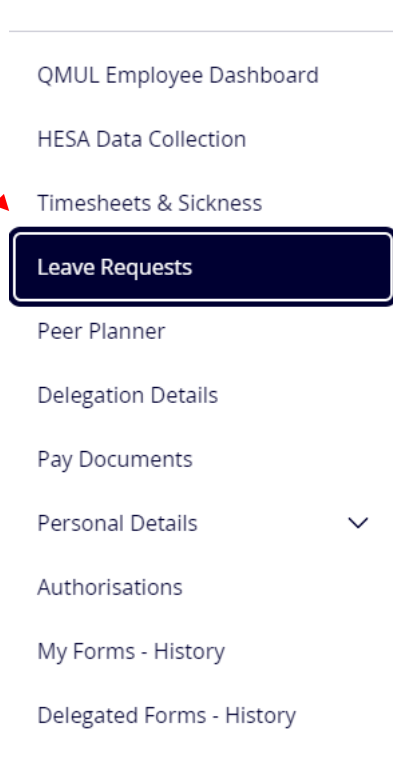 QMUL Employee Dashboard
HESA Data Collection
Timesheets & Sickness
Leave Requests
Peer Planner
Delegation Details
Pay Documents
Personal Details
Authorisations
My Forms - History
Delegated Forms - History